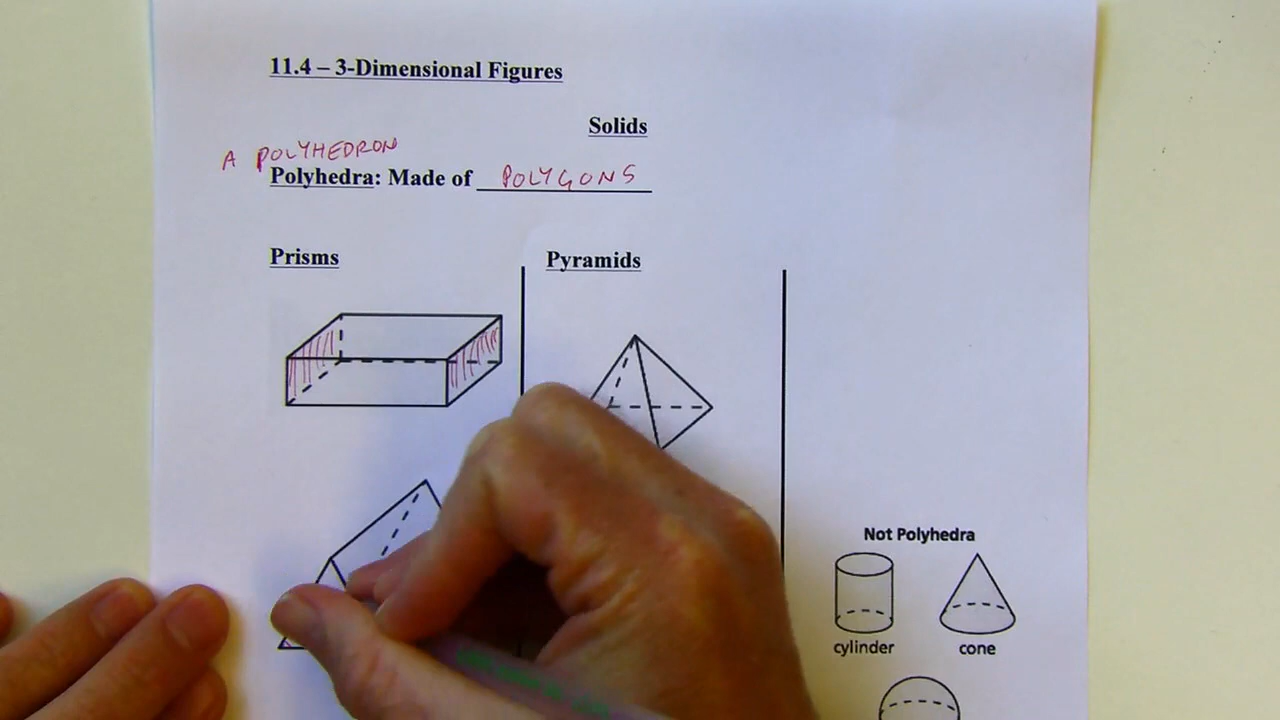 11.4 – 3-Dimensional Figures
Solids
A POLYHEDRON
Polyhedra: Made of POLYGONS
Prisms
Pyramids
Not Polyhedra
cylinder
cone